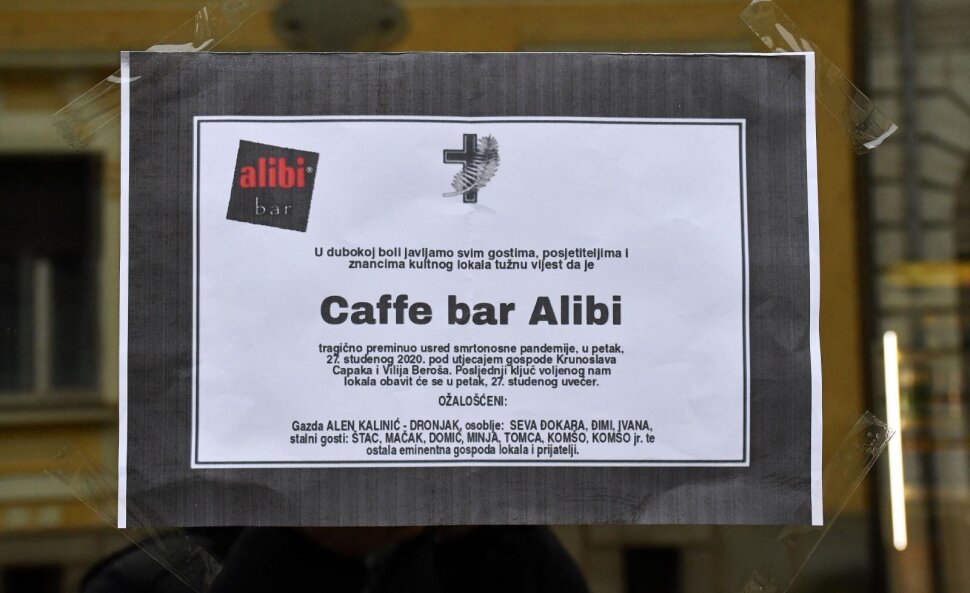 alibi®
bar
U dubokoj boli javljamo svim gostima, posjetiteljima i
znancima kultnog lokala tužnu vijest da je
Caffe bar Alibi
tragično preminuo usred smrtonosne pandemije, u petak,
27. studenog 2020. pod utjecajem gospode Krunoslava
Capaka i Vilija Beroša. Posljednji ključ voljenog nam
lokala obavit će se u petak, 27. studenog uvečer.
OŽALOŠĆENI:
Gazda ALEN KALINIĆ - DRONJAK, osoblje: SEVA ĐOKARA, ĐIMI, JVANA,
stalni gosti: ŠTAC, MAČAK, DOMIĆ, MINJA, TOMCA, KOMŠO, KOMŠO jr. te
ostala eminentna gospoda lokala i prijatelji.